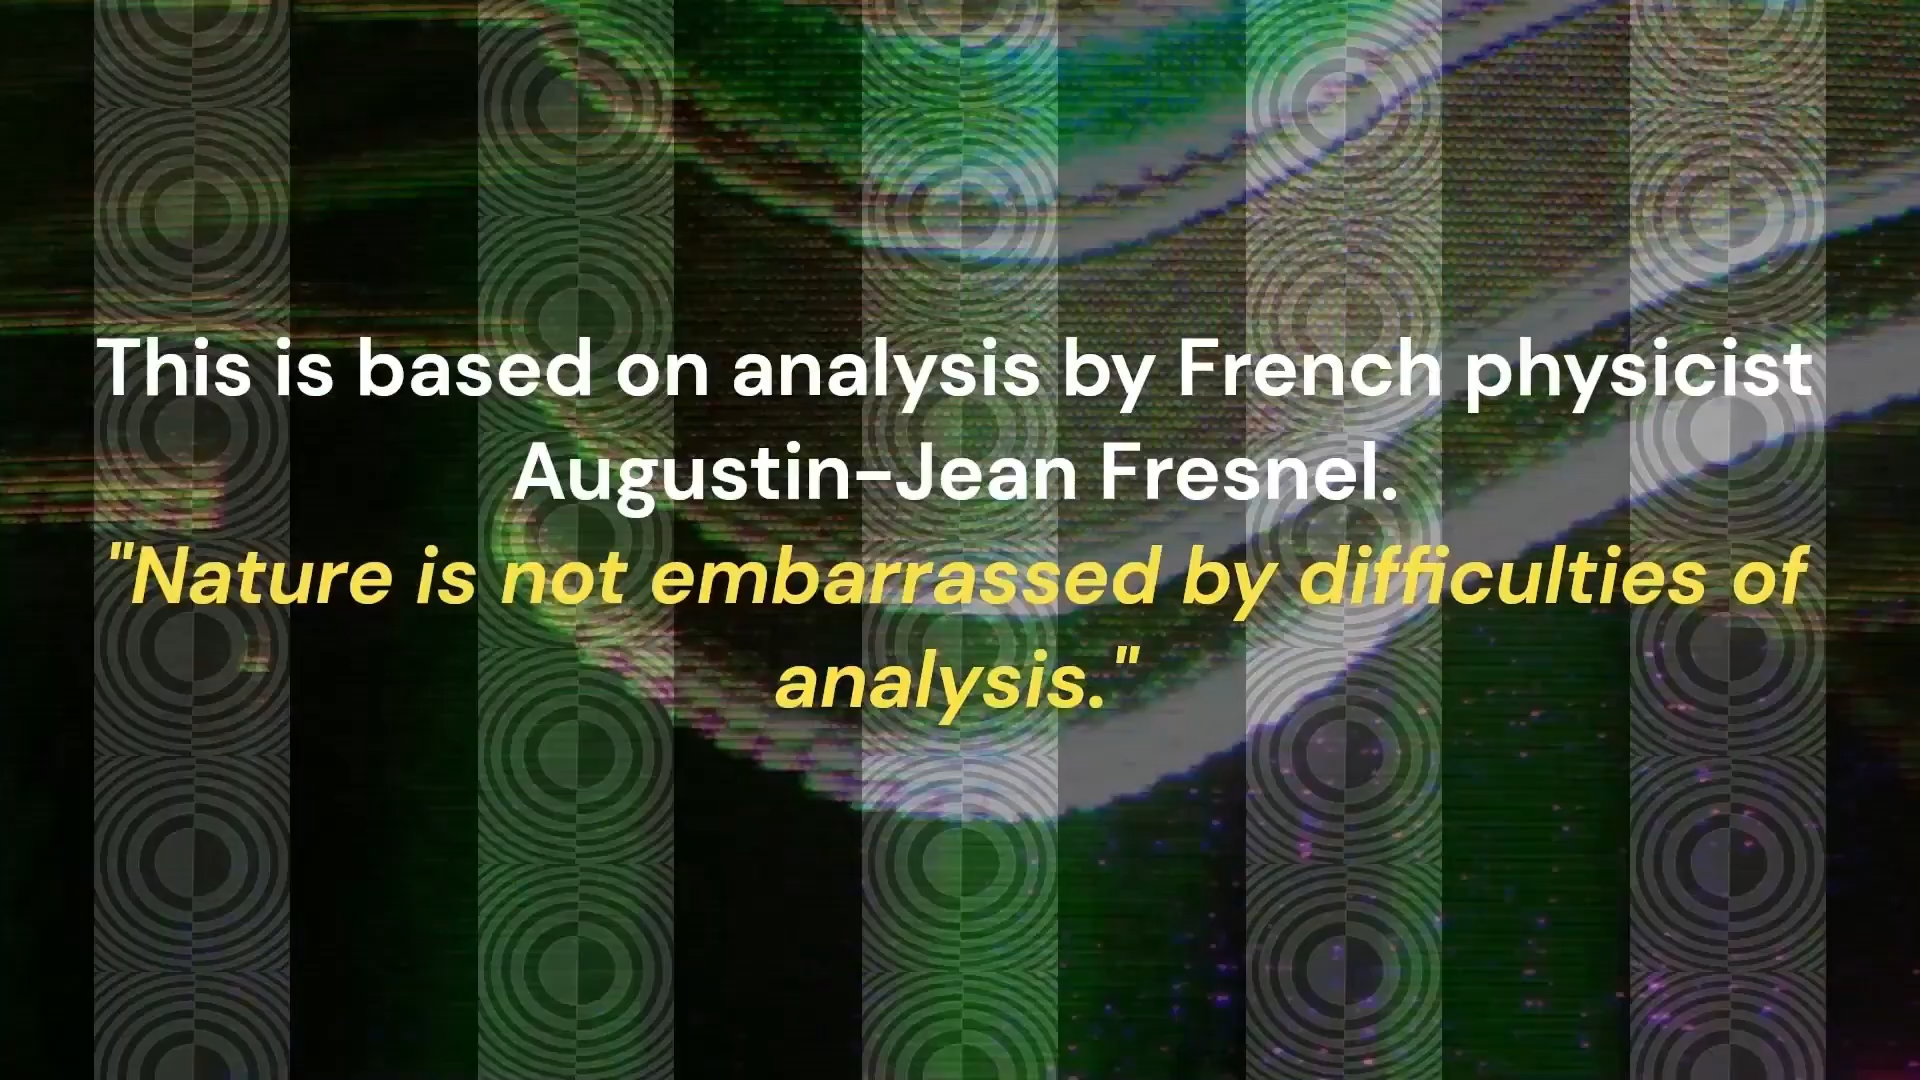 This is based on analysis by French physicist
Augustin-Jean Fresnel.
"Nature is not embarrassed by difficulties of
analysis."